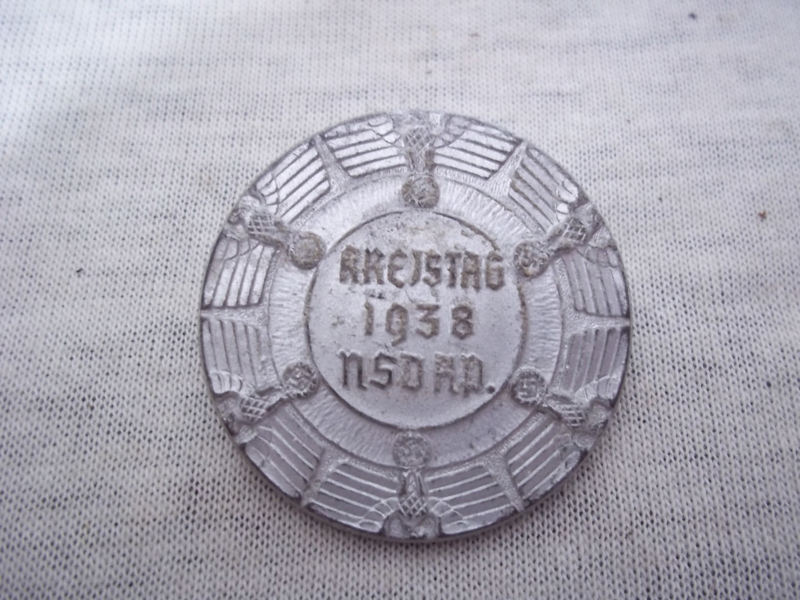 KREISTAG
1938
NSDAP.